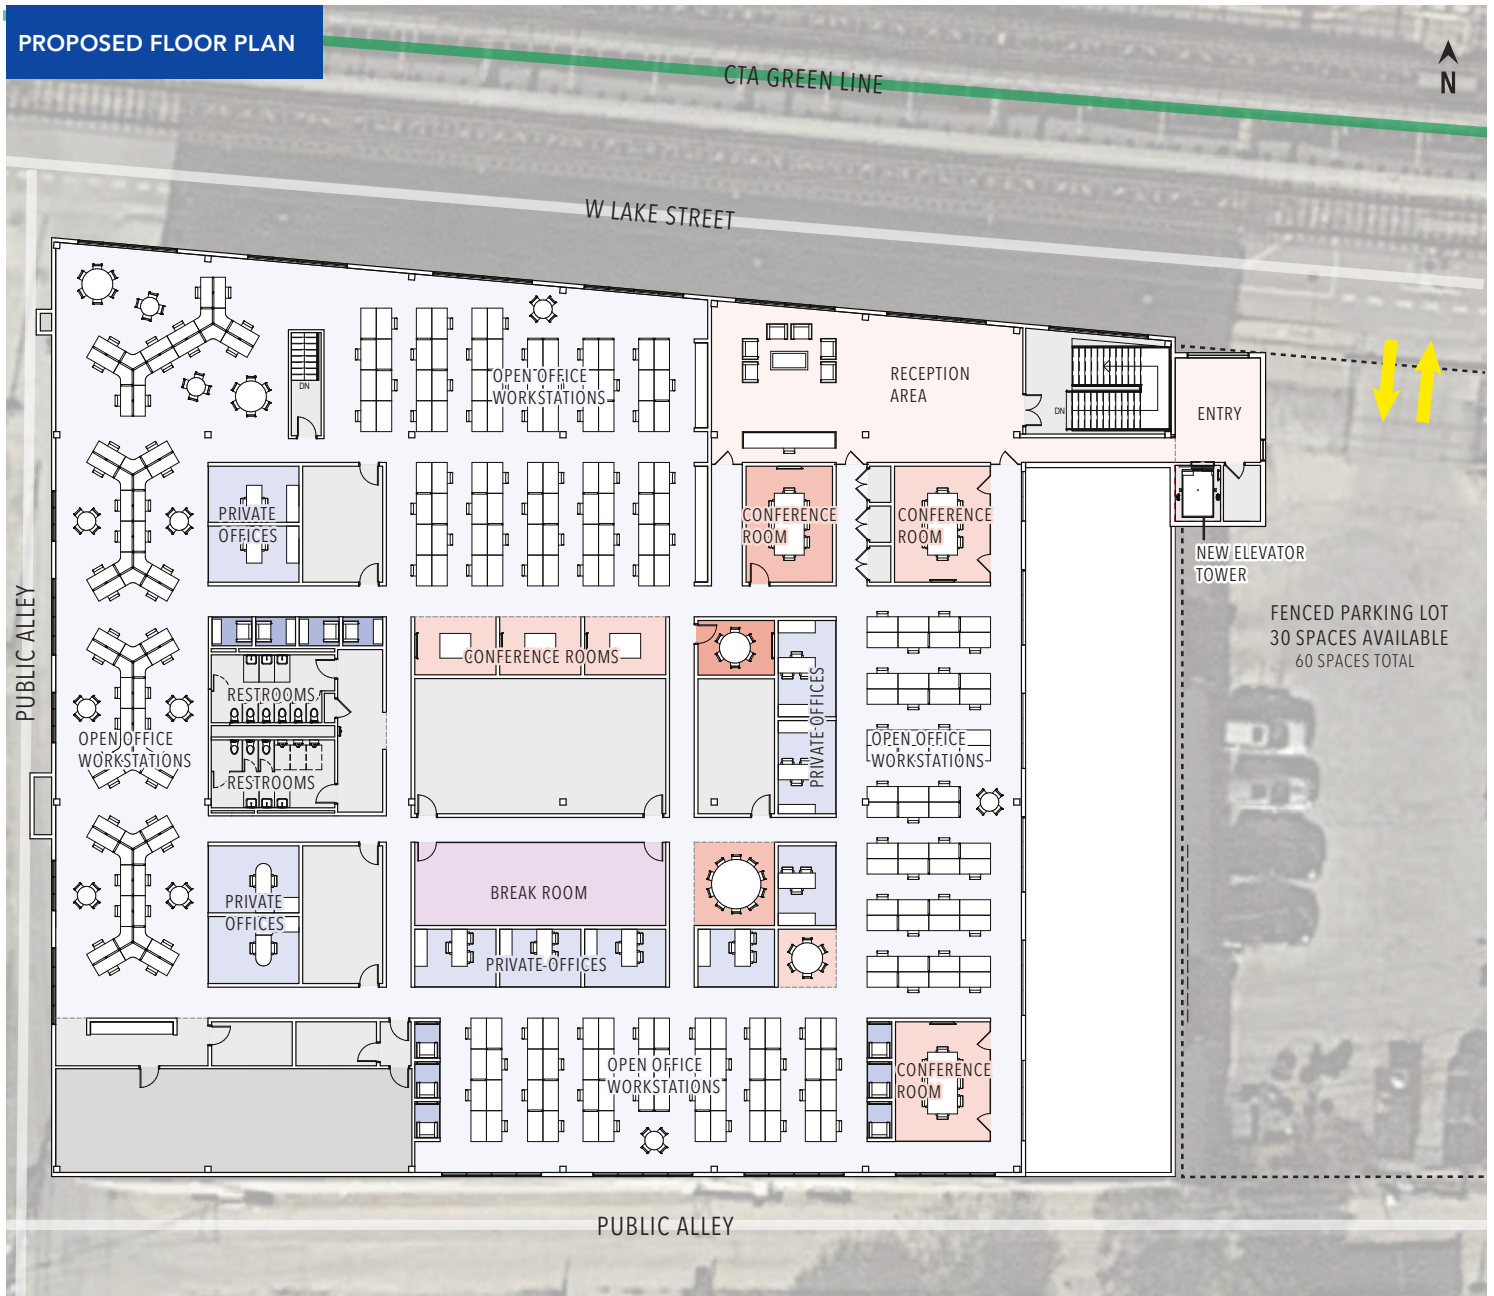 PROPOSED FLOOR PLAN
CTA GREEN LINE
N
W LAKE STREET
DN
OPEN OFFICE
WORKSTATIONS
RECEPTION
AREA
DN
ENTRY
PRIVATE
OFFICES
CONFERENCE
ROOM
CONFERENCE
ROOM
NEW ELEVATOR
TOWER
FENCED PARKING LOT
30 SPACES AVAILABLE
60 SPACES TOTAL
PUBLIC ALLEY
CONFERENCE ROOMS
RESTROOMS
PRIVATE OFFICES
OPEN OFFICE
WORKSTATIONS
RESTROOMS
OPEN OFFICE
WORKSTATIONS
PRIVATE
OFFICES
BREAK ROOM
PRIVATE OFFICES
OPEN OFFICE
WORKSTATIONS
CONFERENCE
ROOM
PUBLIC ALLEY